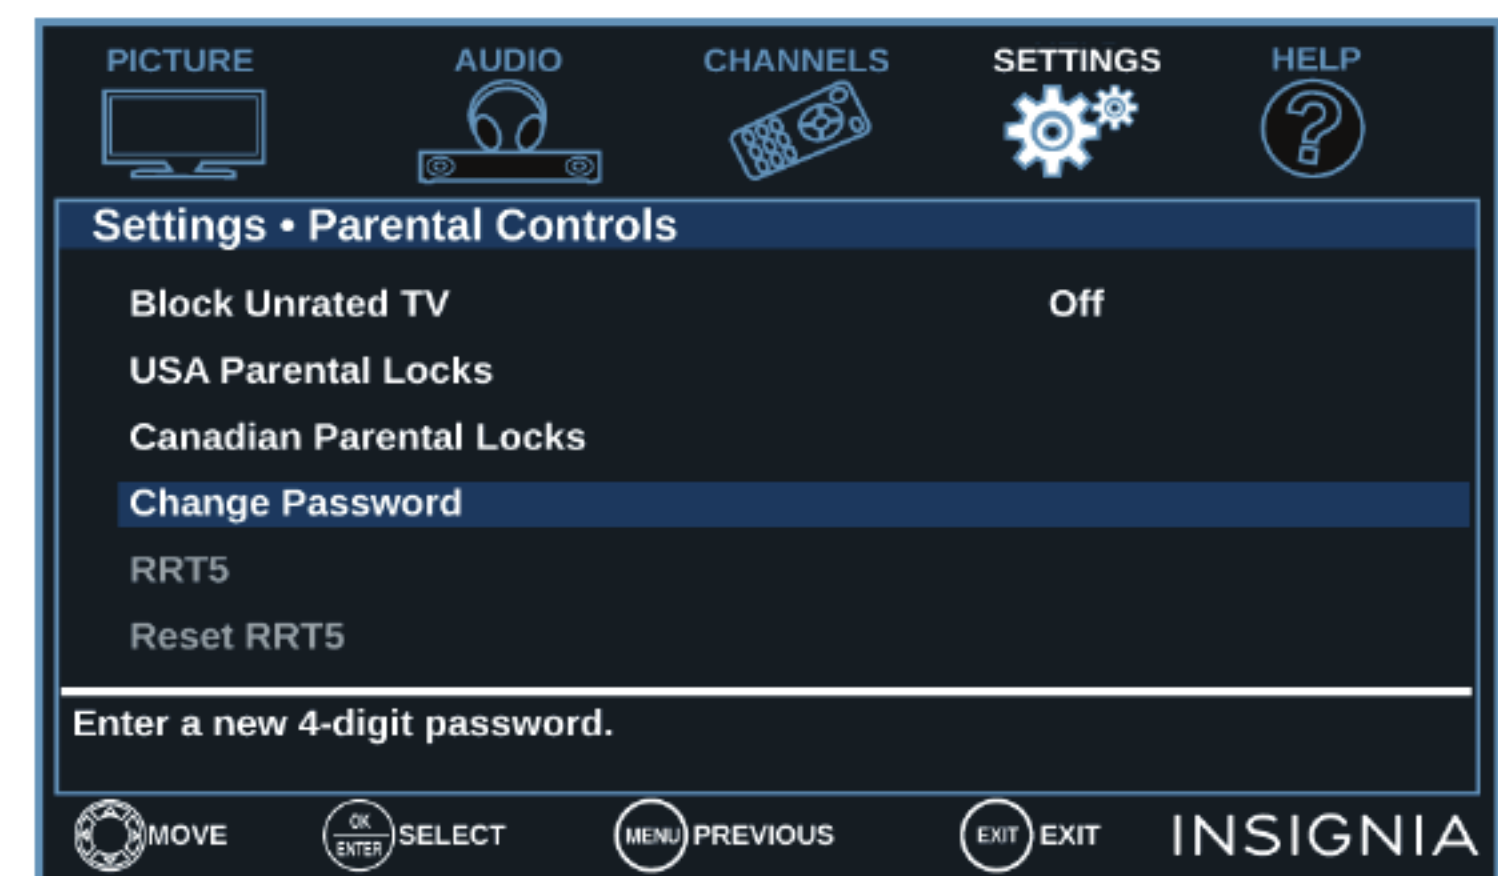 PICTURE AUDIO CHANNELS SETTINGS HELP
?
Settings • Parental Controls
Block Unrated TV Off
USA Parental Locks
Canadian Parental Locks
Change Password
RRT5
Reset RRT5
Enter a new 4-digit password.
MOVE OK ENTER SELECT MENU PREVIOUS EXIT EXIT INSIGNIA